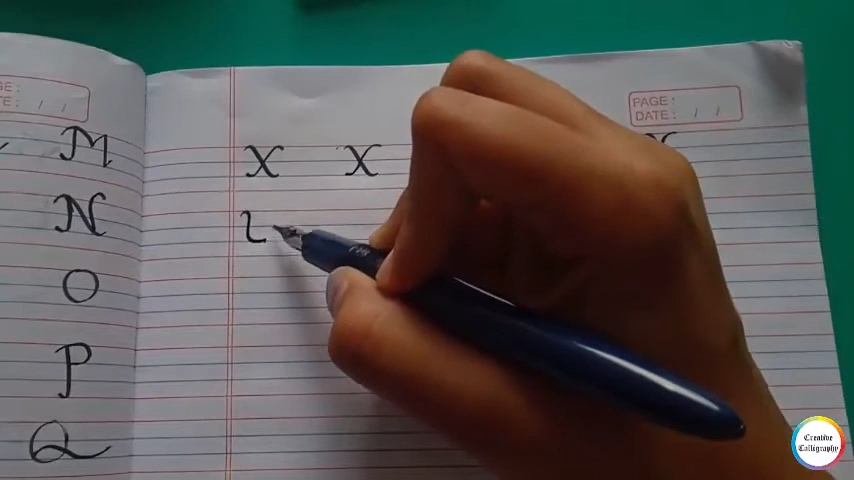 PAGE:
DATE: / /
M
N
O
P
Q
X X X
PAGE:
DATE: / /
Creative
Calligraphy